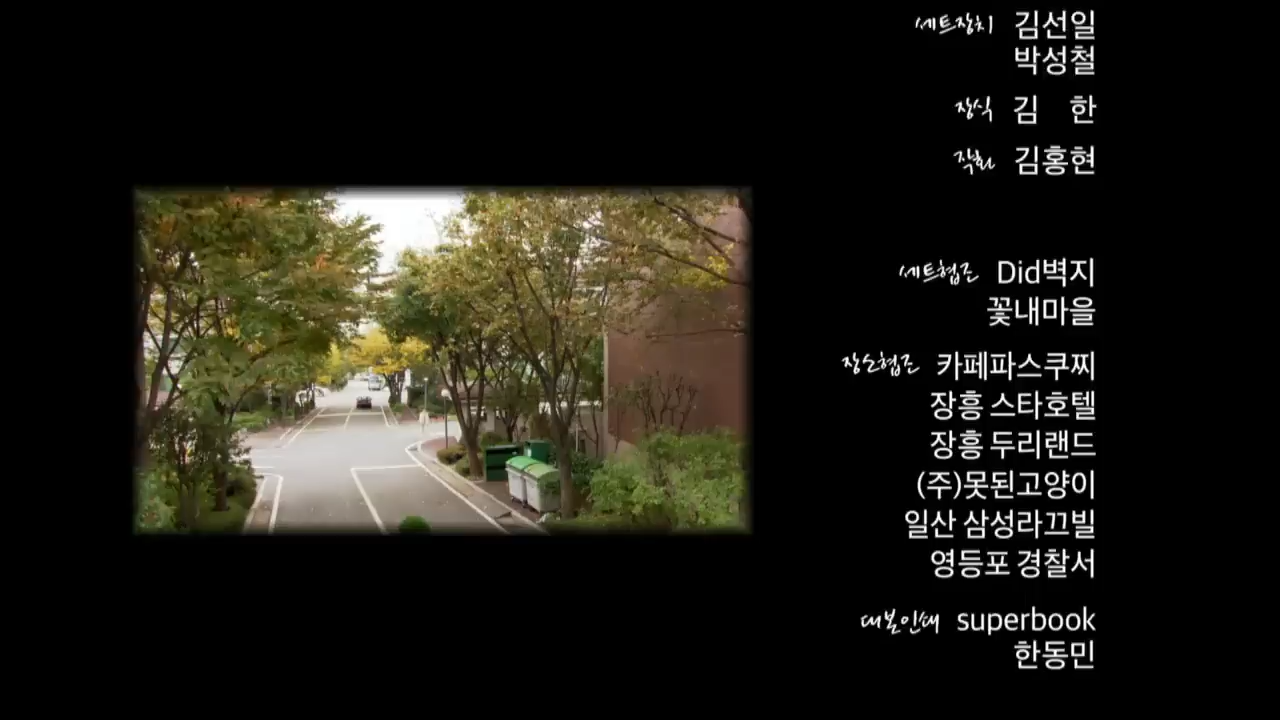 세트장치 김선일
박성철
장식 김 한
작화 김홍현
세트협조 Did벽지
꽃내마을
장소협조 카페파스쿠찌
장흥 스타호텔
장흥 두리랜드
(주)못된고양이
일산 삼성라끄빌
영등포 경찰서
대본인쇄 superbook
한동민